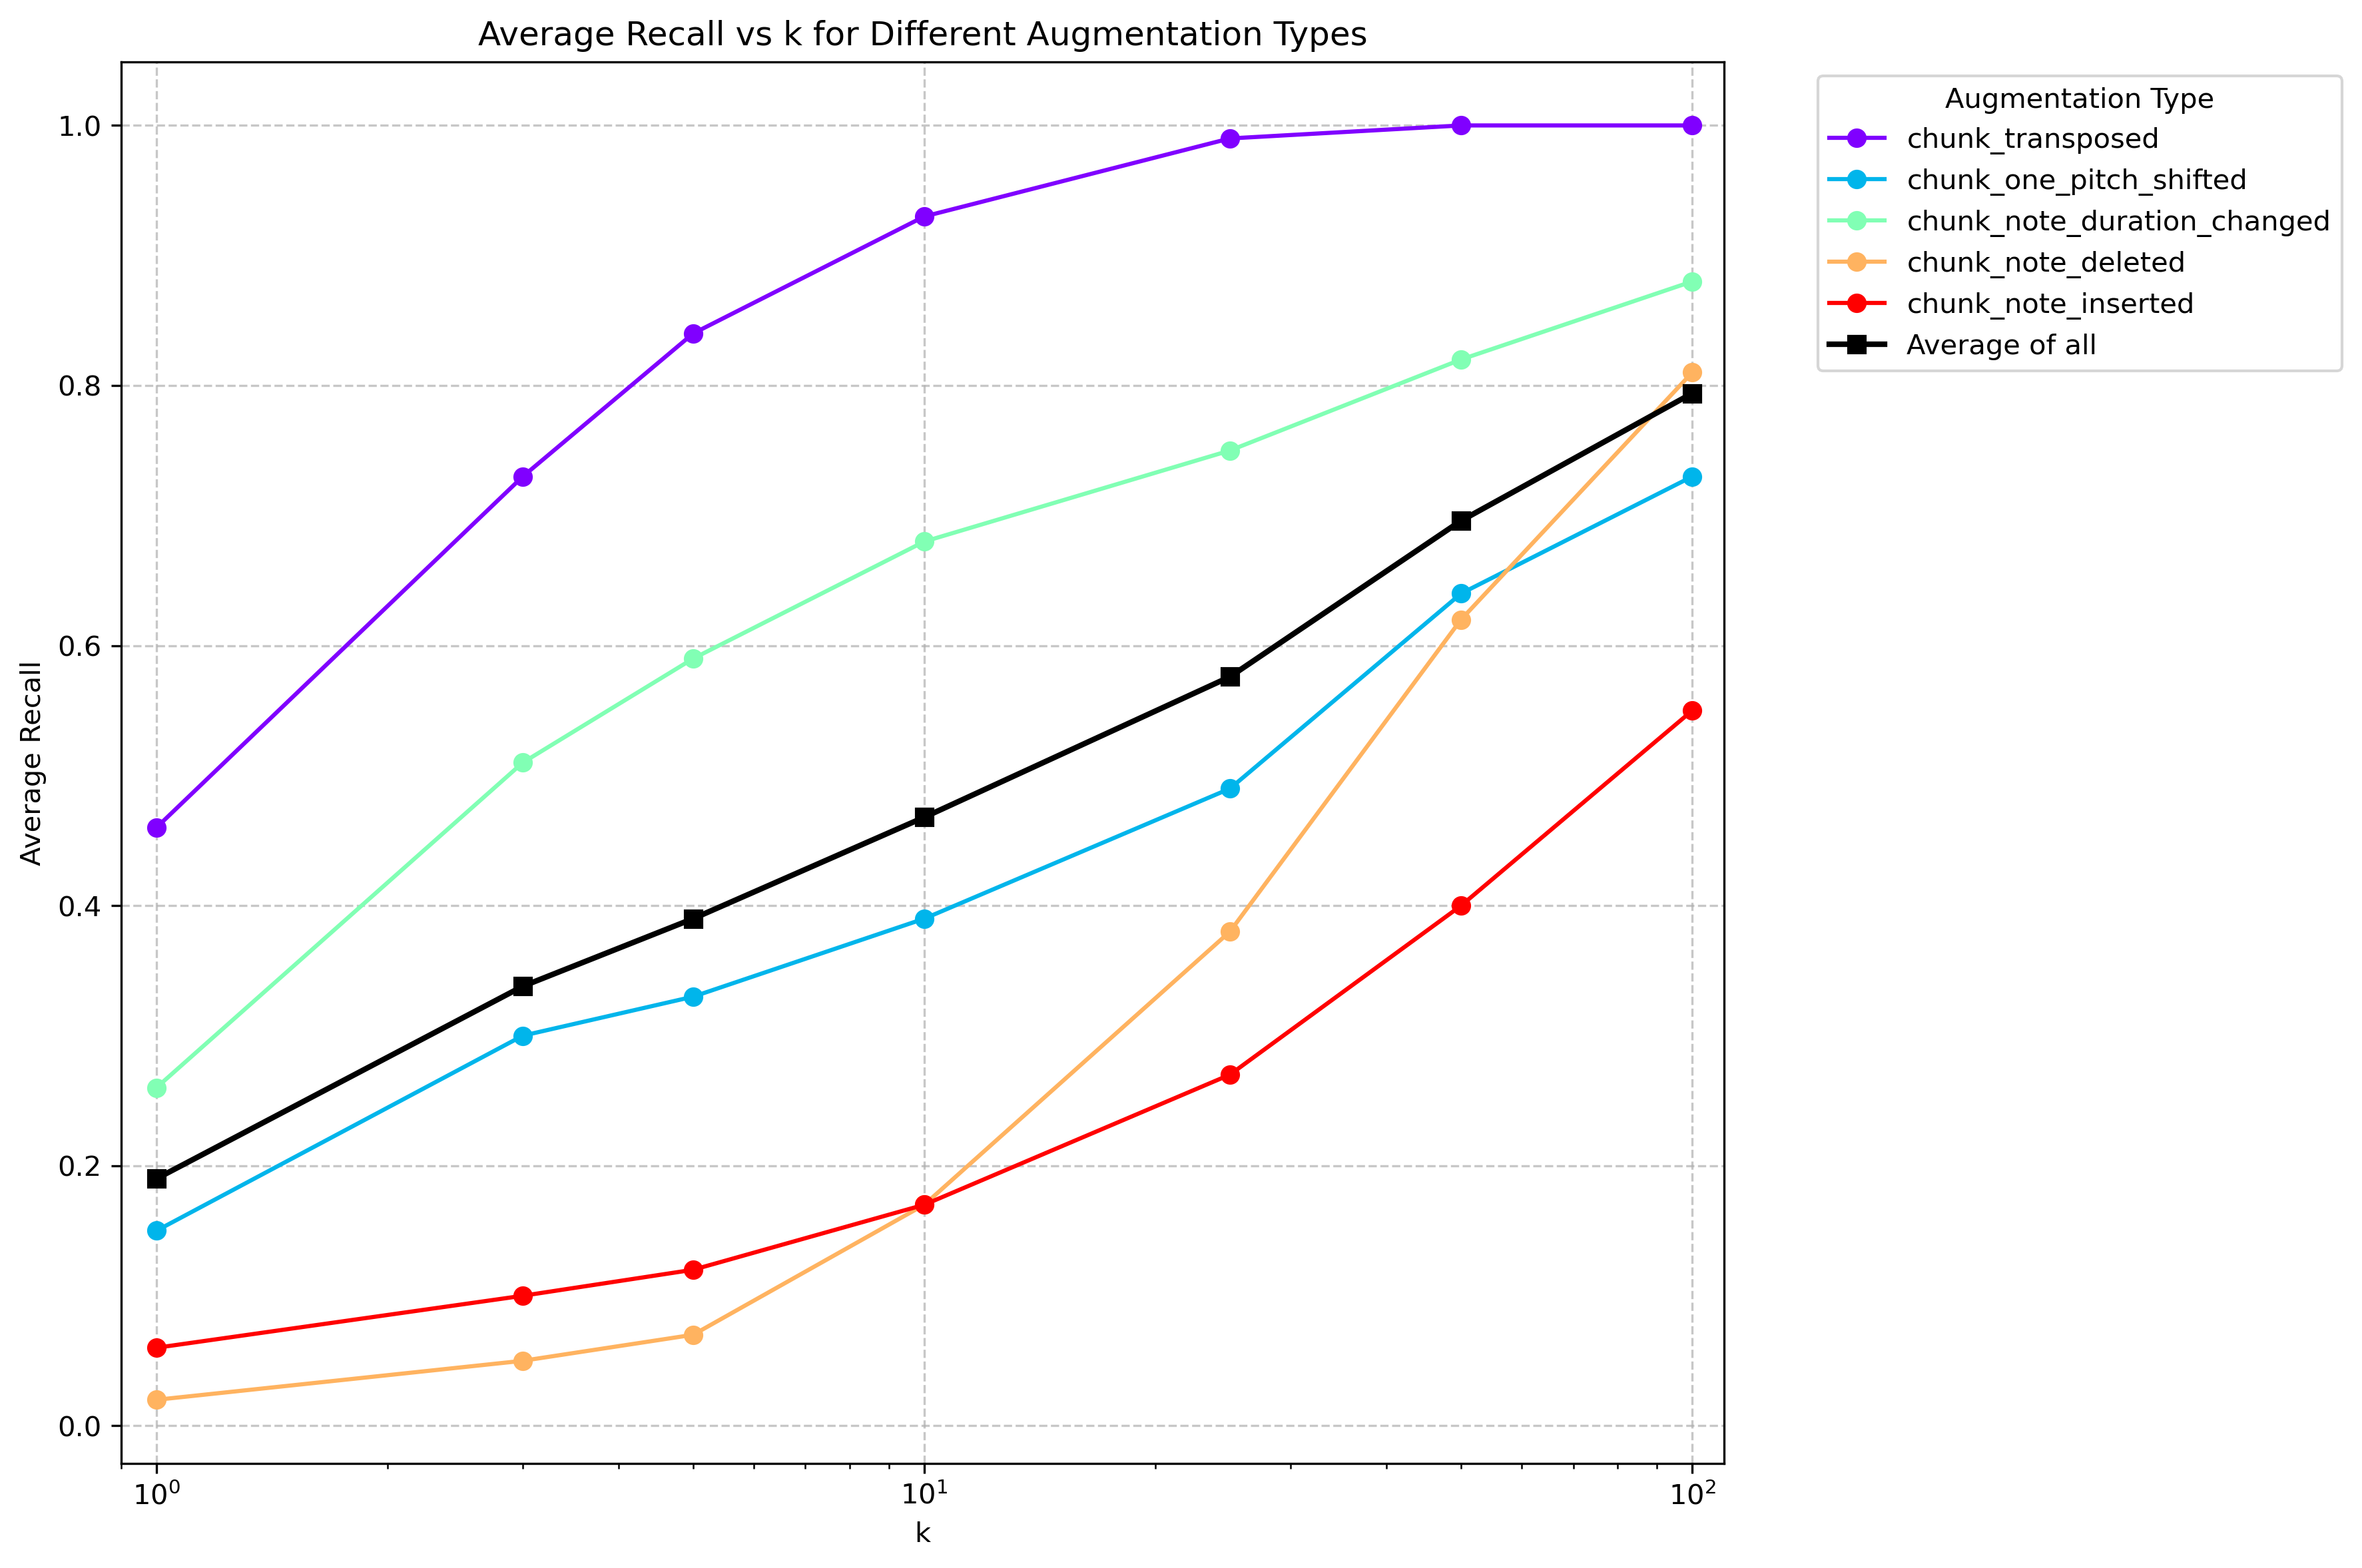 Average Recall vs k for Different Augmentation Types
Average Recall
1.0
0.8
0.6
0.4
0.2
0.0
10⁰
10¹
10²
k
Augmentation Type
chunk_transposed
chunk_one_pitch_shifted
chunk_note_duration_changed
chunk_note_deleted
chunk_note_inserted
Average of all